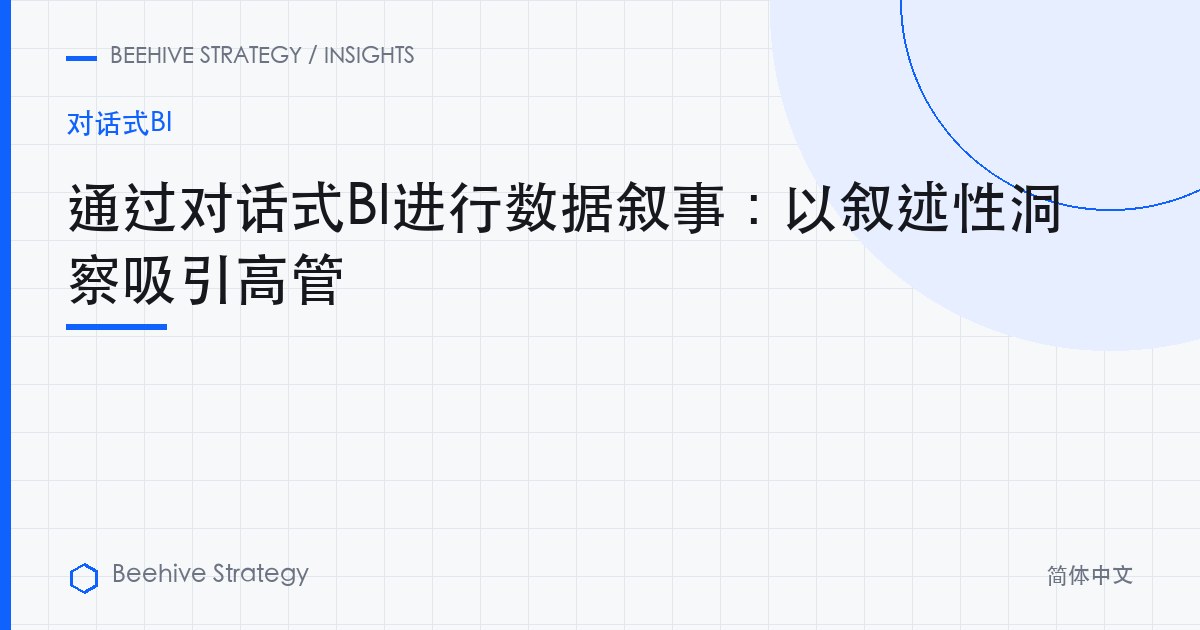 BEEHIVE STRATEGY / INSIGHTS
对话式BI
通过对话式BI进行数据叙事：以叙述性洞
察吸引高管
Beehive Strategy
简体中文